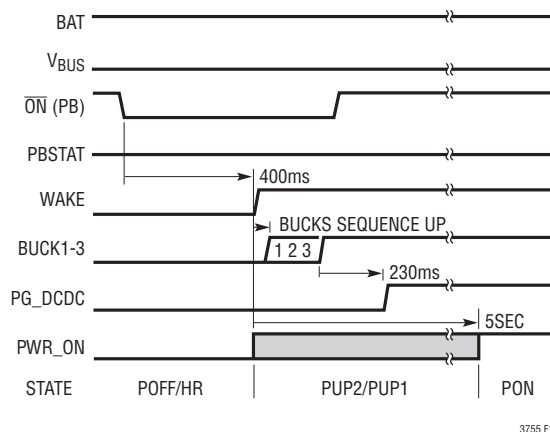 BAT
VBUS
ON (PB)
PBSTAT
400ms
WAKE
BUCKS SEQUENCE UP
BUCK1-3
1 2 3
230ms
PG_DCDC
5SEC
PWR_ON
STATE POFF/HR PUP2/PUP1 PON